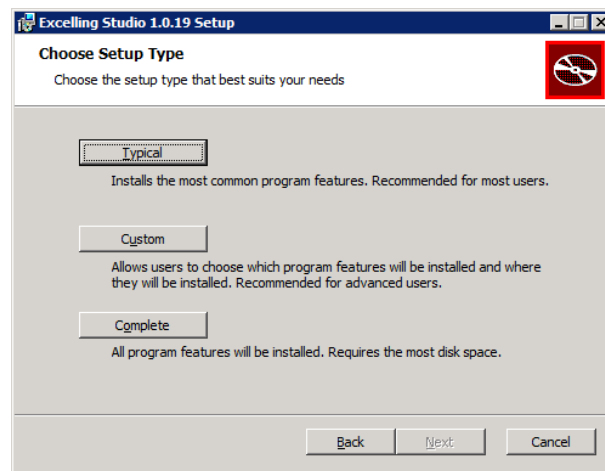 Excelling Studio 1.0.19 Setup
Choose Setup Type
Choose the setup type that best suits your needs
Typical
Installs the most common program features. Recommended for most users.
Custom
Allows users to choose which program features will be installed and where
they will be installed. Recommended for advanced users.
Complete
All program features will be installed. Requires the most disk space.
Back Next Cancel